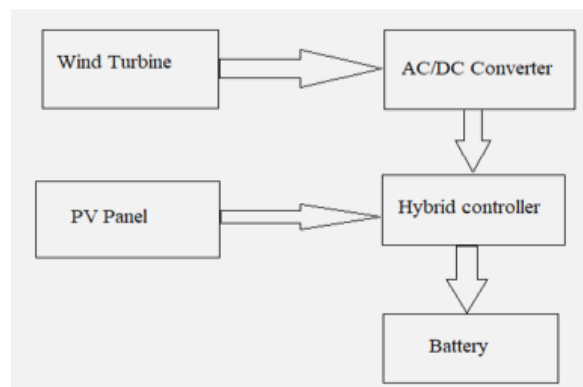 Wind Turbine
AC/DC Converter
PV Panel
Hybrid controller
Battery